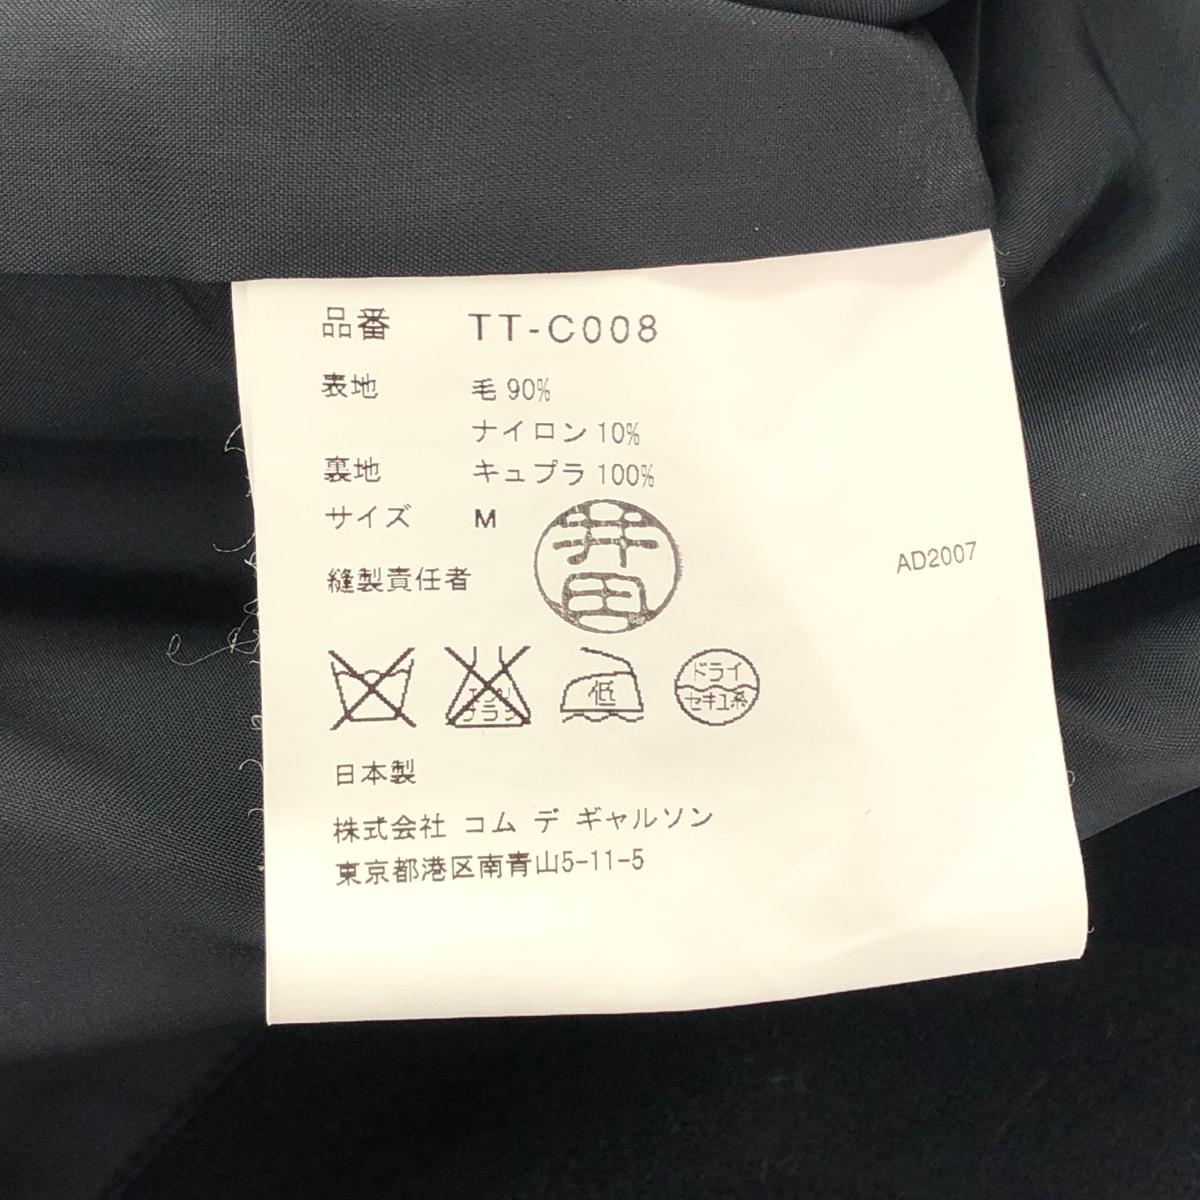 品番 TT-C008
表地 毛 90%
ナイロン 10%
裏地 キュプラ 100%
サイズ M
縫製責任者 井田
AD2007
低
ドライ
セキユ系
日本製
株式会社 コム デ ギャルソン
東京都港区南青山5-11-5